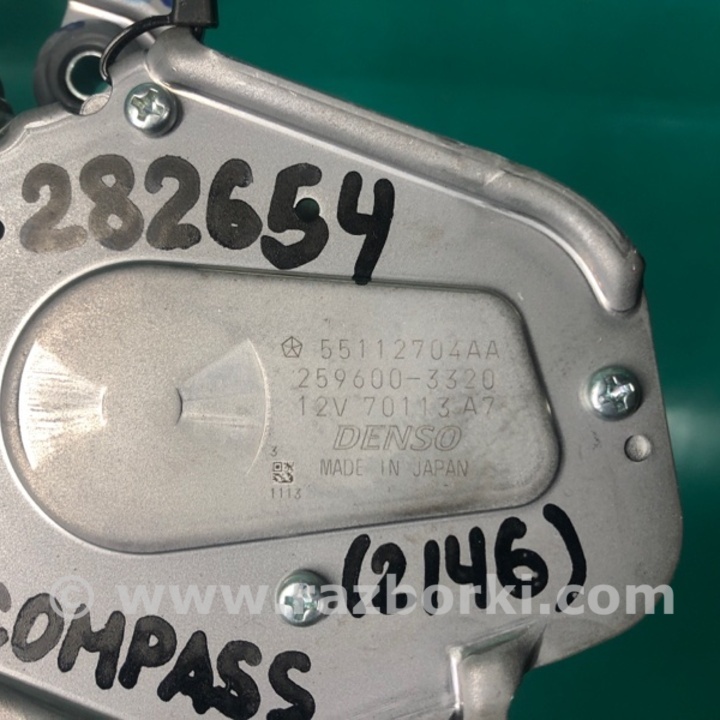 282654
55112704AA
259600-3320
12V 70113 A7
DENSO
3
MADE IN JAPAN
1113
(2146)
© www.razborki.com
COMPASS